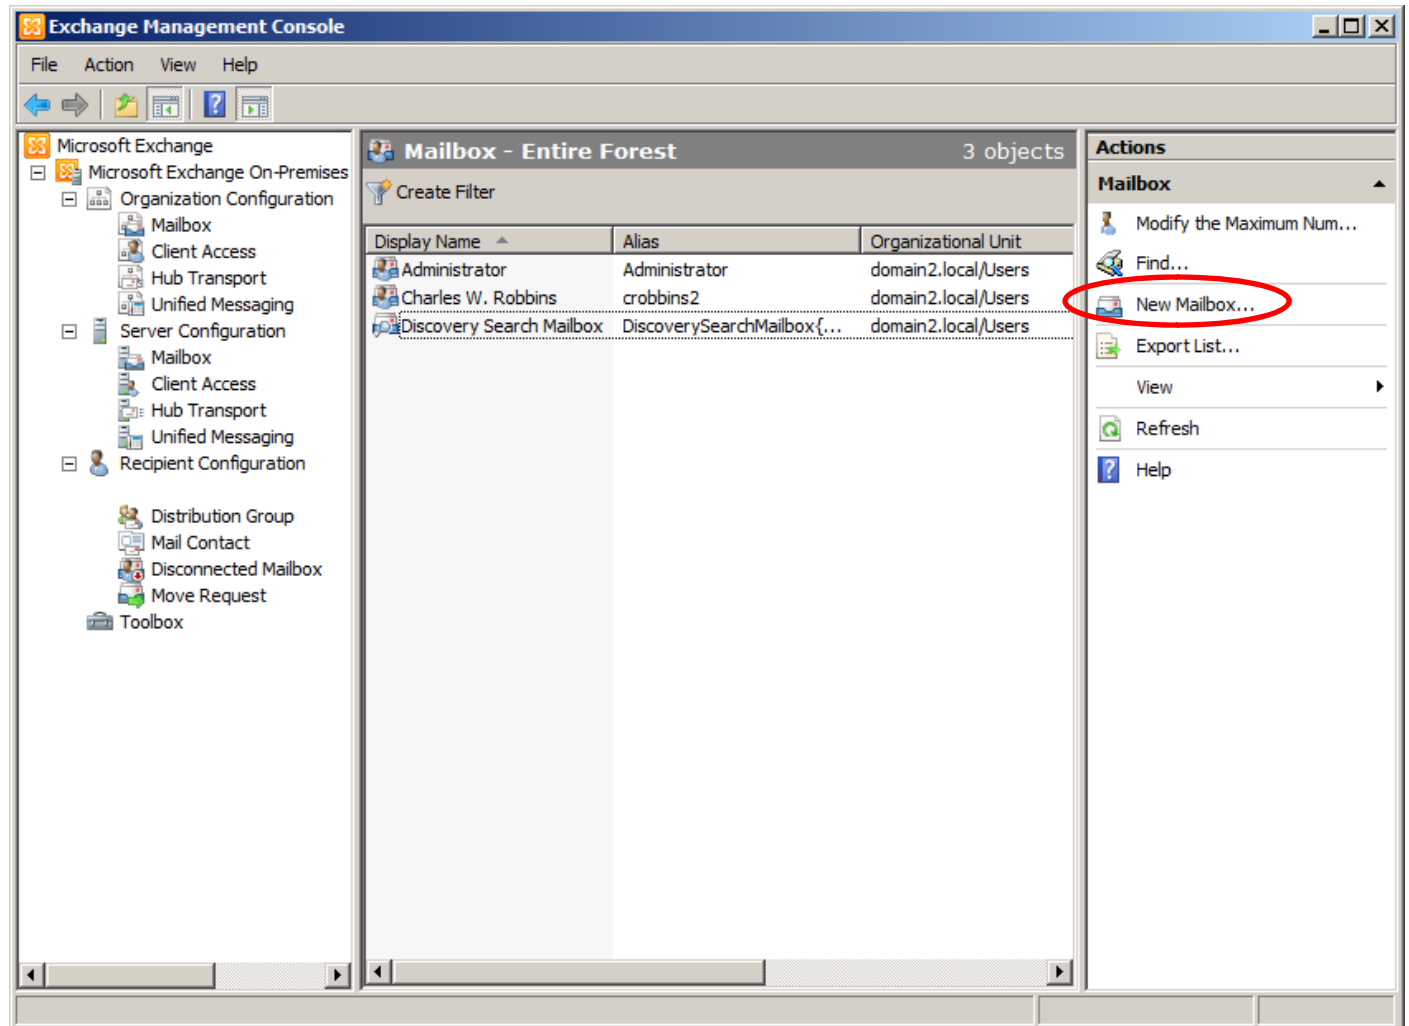 Exchange Management Console
File Action View Help
Microsoft Exchange
Microsoft Exchange On-Premises
Organization Configuration
Mailbox
Client Access
Hub Transport
Unified Messaging
Server Configuration
Mailbox
Client Access
Hub Transport
Unified Messaging
Recipient Configuration
Distribution Group
Mail Contact
Disconnected Mailbox
Move Request
Toolbox
Mailbox - Entire Forest 3 objects
Create Filter
Display Name Alias Organizational Unit
Administrator Administrator domain2.local/Users
Charles W. Robbins crobbins2 domain2.local/Users
Discovery Search Mailbox DiscoverySearchMailbox{... domain2.local/Users
Actions
Mailbox
Modify the Maximum Num...
Find...
New Mailbox...
Export List...
View
Refresh
Help